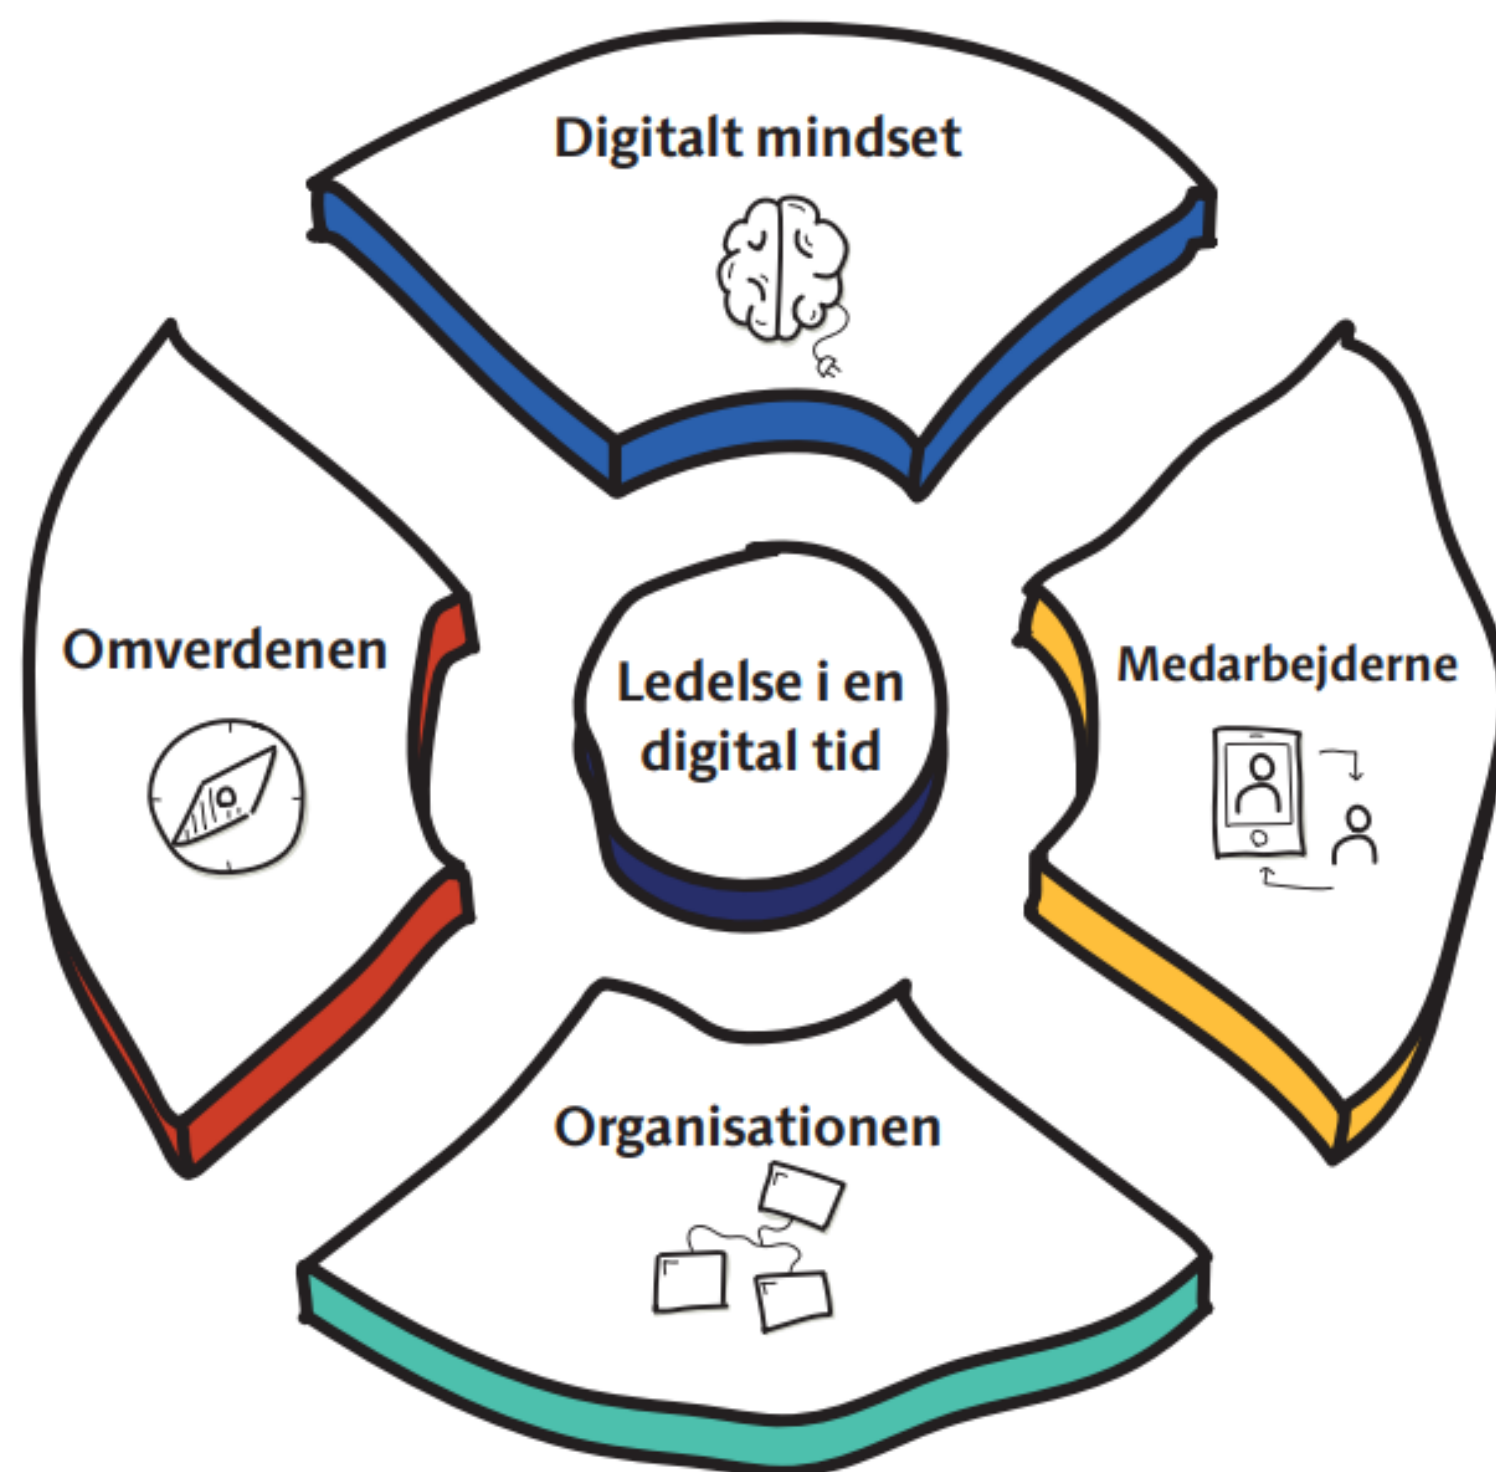 Digitalt mindset
Omverdenen
Ledelse i en
digital tid
Medarbejderne
Organisationen